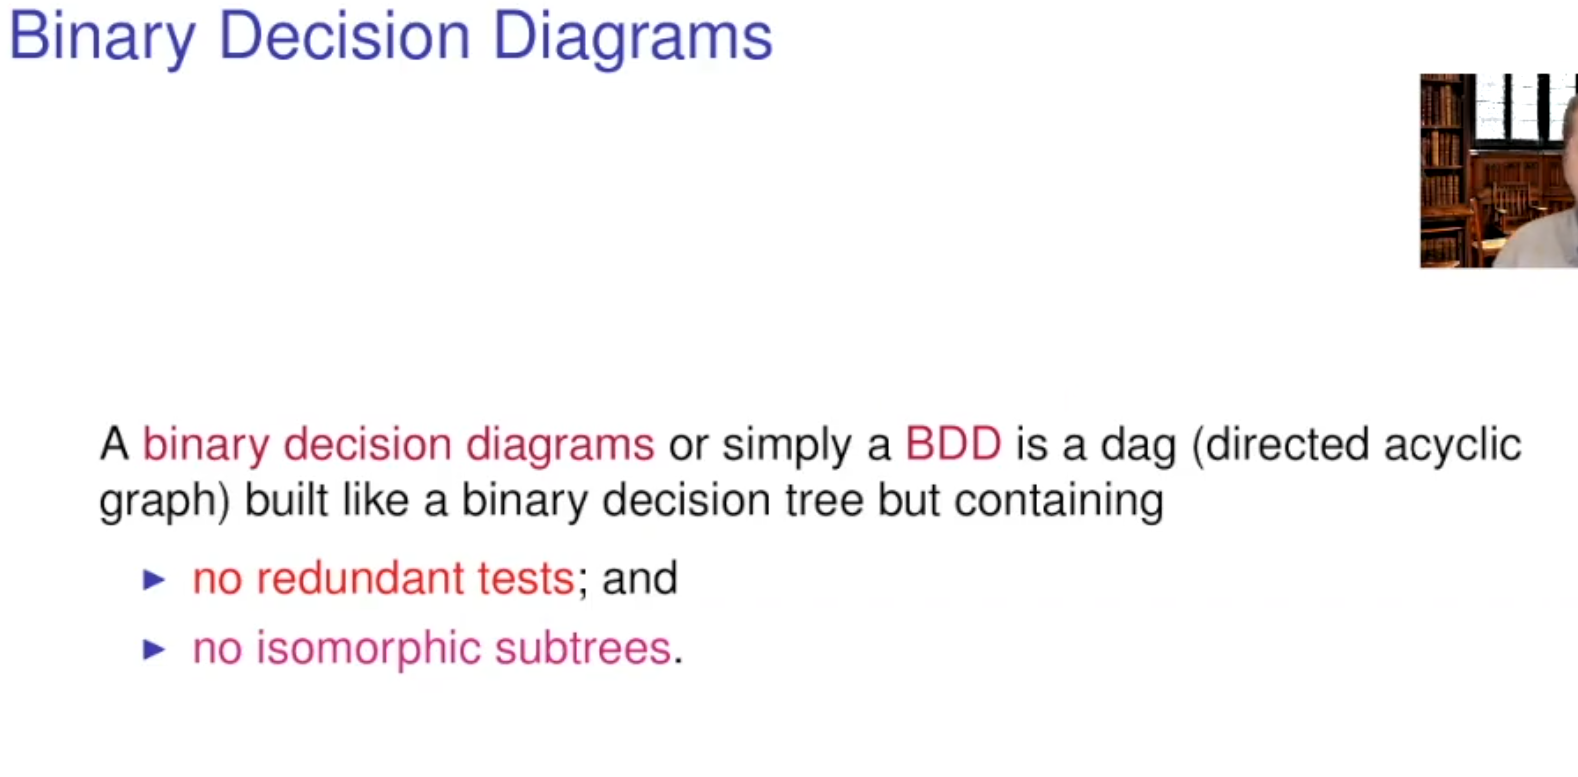 Binary Decision Diagrams
A binary decision diagrams or simply a BDD is a dag (directed acyclic
graph) built like a binary decision tree but containing
▶ no redundant tests; and
▶ no isomorphic subtrees.